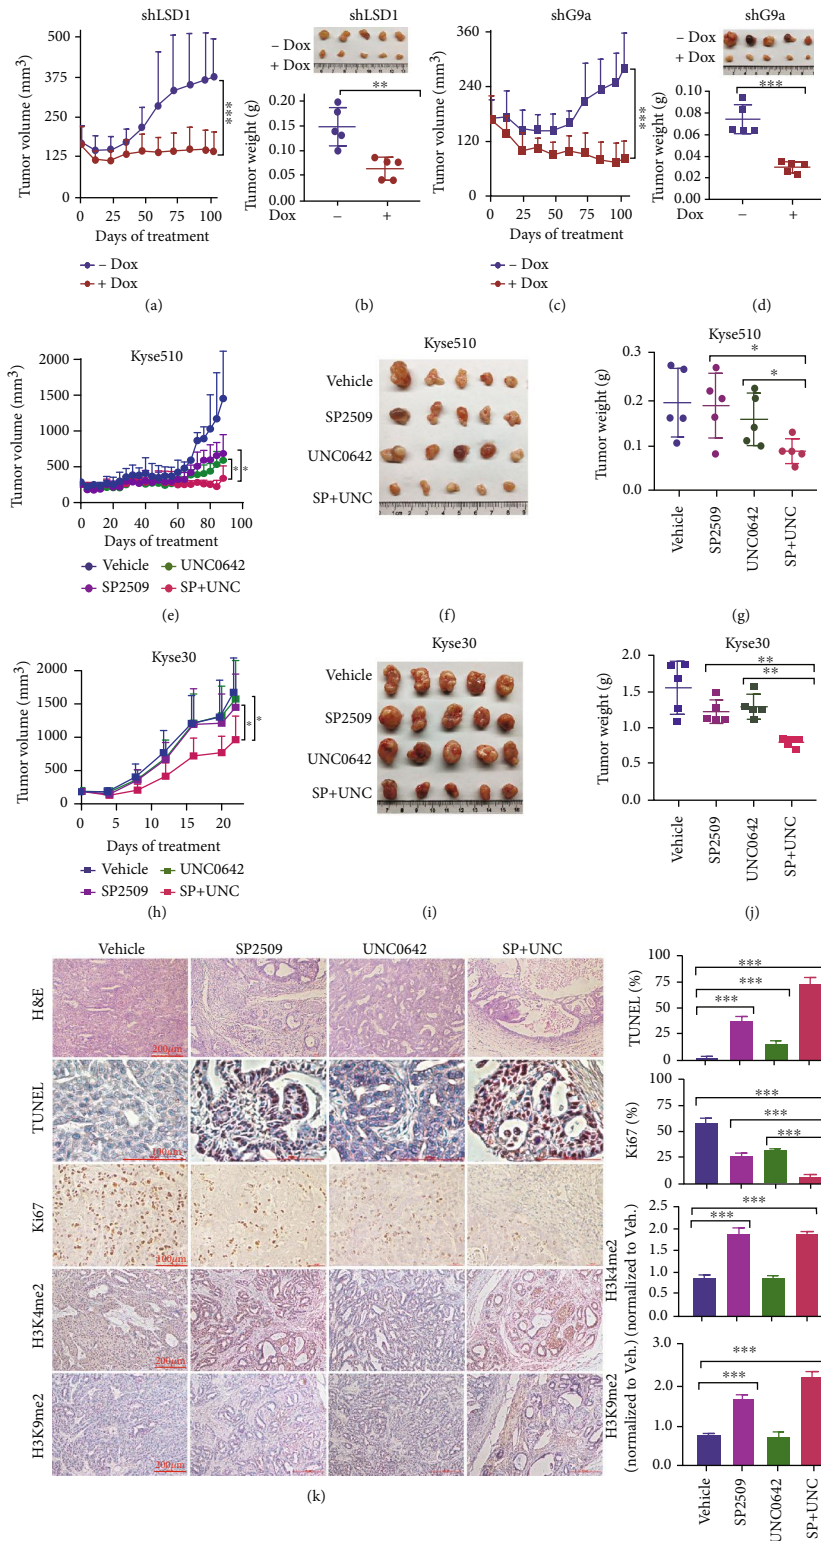 shLSD1
Tumor volume (mm³)
500
375
250
125
0
0 25 50 75 100
Days of treatment
***
– Dox
+ Dox
(a)
shLSD1
– Dox
+ Dox
**
Tumor weight (g)
0.20
0.15
0.10
0.05
0.00
Dox – +
(b)
shG9a
Tumor volume (mm³)
360
240
120
0
0 25 50 75 100
Days of treatment
***
– Dox
+ Dox
(c)
shG9a
– Dox
+ Dox
***
Tumor weight (g)
0.10
0.08
0.06
0.04
0.02
0.00
Dox – +
(d)
Kyse510
Tumor volume (mm³)
2000
1500
1000
500
0
0 20 40 60 80 100
Days of treatment
* *
Vehicle UNC0642
SP2509 SP+UNC
(e)
Kyse510
Vehicle
SP2509
UNC0642
SP+UNC
(f)
Kyse510
Tumor weight (g)
0.3
0.2
0.1
0.0
*
*
Vehicle
SP2509
UNC0642
SP+UNC
(g)
Kyse30
Tumor volume (mm³)
2000
1500
1000
500
0
0 5 10 15 20
Days of treatment
* *
Vehicle UNC0642
SP2509 SP+UNC
(h)
Kyse30
Vehicle
SP2509
UNC0642
SP+UNC
7 8 9 10 11 12 13 14 15 16
(i)
Kyse30
Tumor weight (g)
2.0
1.5
1.0
0.5
0.0
**
**
Vehicle
SP2509
UNC0642
SP+UNC
(j)
Vehicle SP2509 UNC0642 SP+UNC
H&E
200μm
TUNEL
100μm
Ki67
100μm
H3K4me2
200μm
H3K9me2
200μm
TUNEL (%)
100
75
50
25
0
***
***
***
Ki67 (%)
100
75
50
25
0
***
***
***
H3k4me2
(normalized to Veh.)
2.5
2.0
1.5
1.0
0.5
0.0
***
***
H3K9me2
(normalized to Veh.)
3.0
2.0
1.0
0.0
***
***
Vehicle
SP2509
UNC0642
SP+UNC
(k)